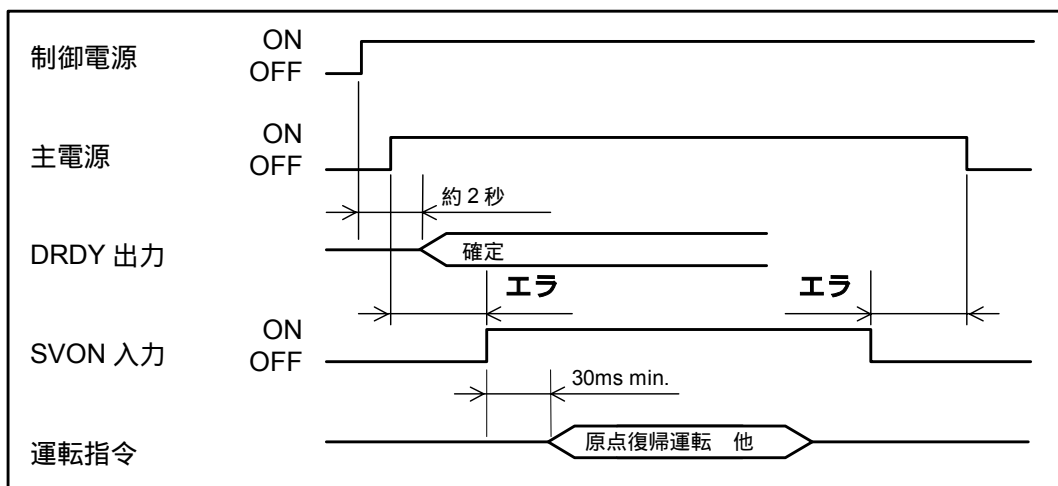 制御電源 ON
OFF
主電源 ON
OFF
約2秒
DRDY 出力 確定
エラ エラ
SVON 入力 ON
OFF
30ms min.
運転指令 原点復帰運転 他